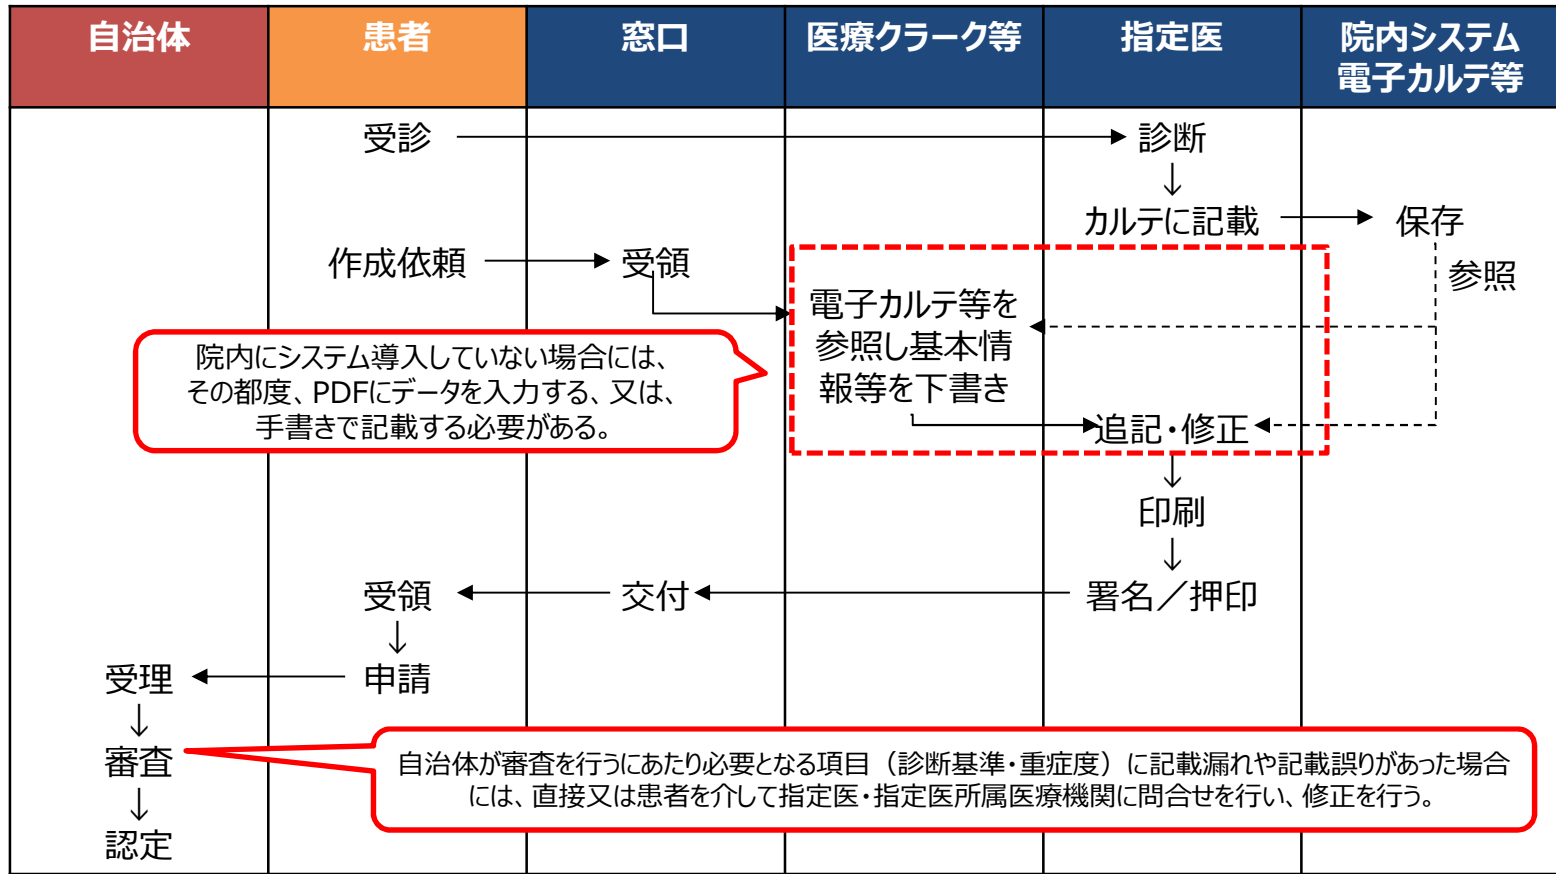 自治体
患者
窓口
医療クラーク等
指定医
院内システム
電子カルテ等
受診
診断
カルテに記載
保存
作成依頼
受領
参照
電子カルテ等を
参照し基本情
報等を下書き
院内にシステム導入していない場合には、
その都度、PDFにデータを入力する、又は、
手書きで記載する必要がある。
追記・修正
印刷
受領
交付
署名／押印
受理
申請
審査
自治体が審査を行うにあたり必要となる項目（診断基準・重症度）に記載漏れや記載誤りがあった場合
には、直接又は患者を介して指定医・指定医所属医療機関に問合せを行い、修正を行う。
認定